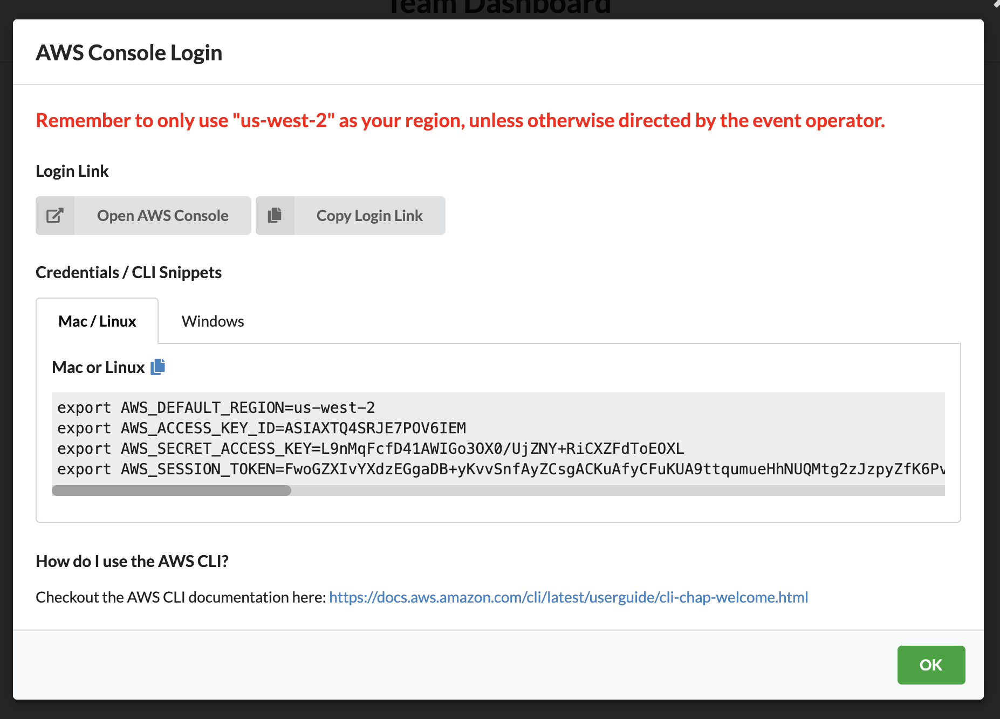 Team Dashboard
AWS Console Login
Remember to only use "us-west-2" as your region, unless otherwise directed by the event operator.
Login Link
Open AWS Console
Copy Login Link
Credentials / CLI Snippets
Mac / Linux
Windows
Mac or Linux
export AWS_DEFAULT_REGION=us-west-2
export AWS_ACCESS_KEY_ID=ASIAXTQ4SRJE7POV6IEM
export AWS_SECRET_ACCESS_KEY=L9nMqFcfD41AWIGo3OX0/UjZNY+RiCXZFdToEOXL
export AWS_SESSION_TOKEN=FwoGZXIvYXdzEGgaDB+yKvvSnfAyZCsgACKuAfyCFuKUA9ttqumueHhNUQMtg2zJzpyZfK6Pv
How do I use the AWS CLI?
Checkout the AWS CLI documentation here: https://docs.aws.amazon.com/cli/latest/userguide/cli-chap-welcome.html
OK